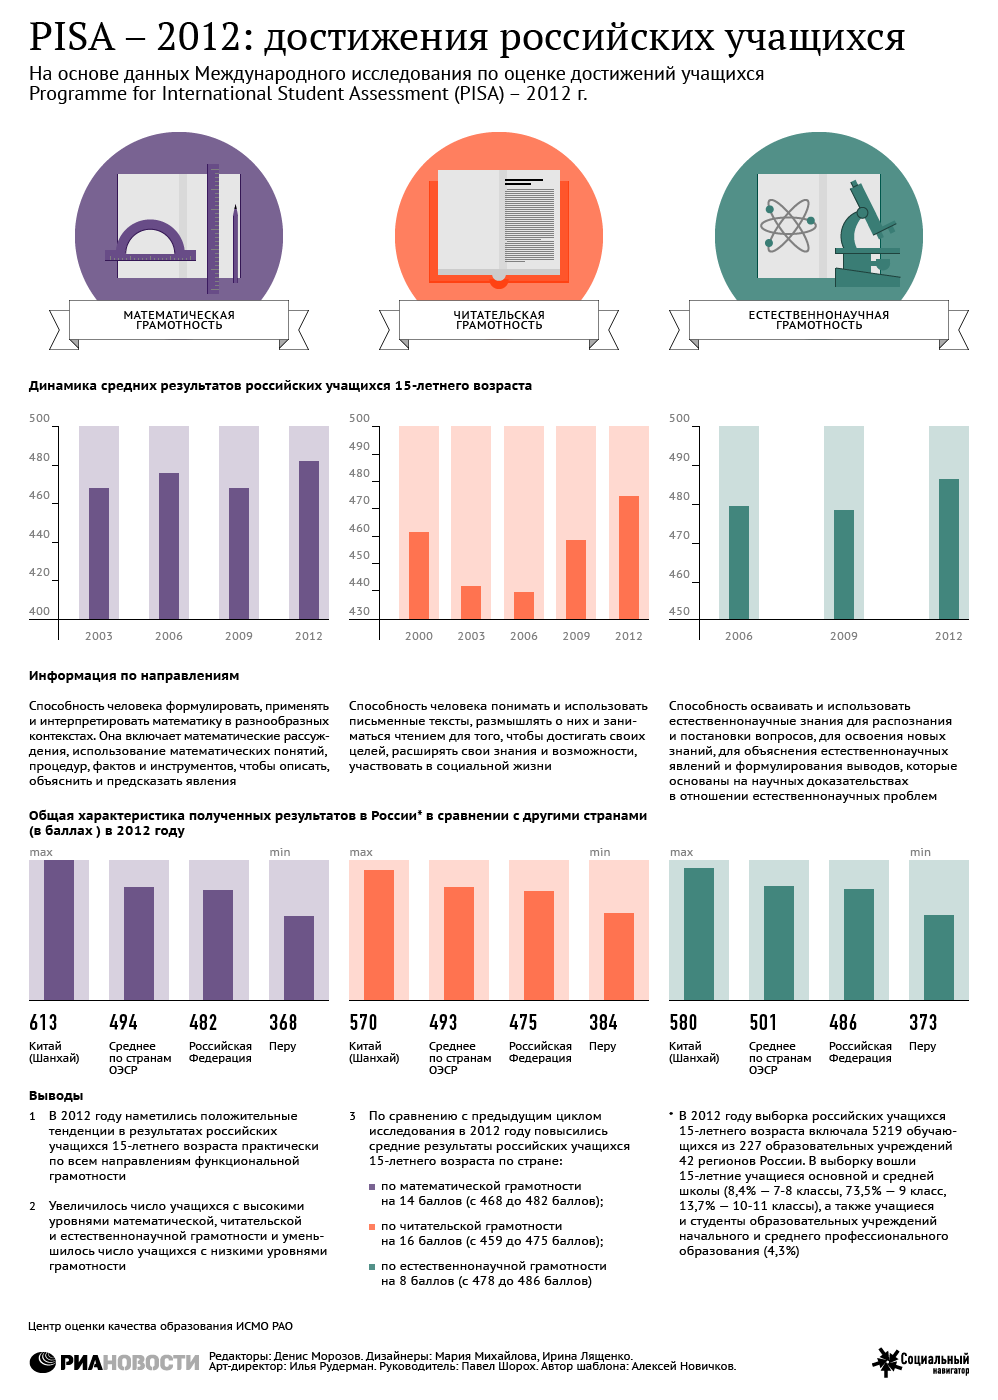 PISA – 2012: достижения российских учащихся
На основе данных Международного исследования по оценке достижений учащихся
Programme for International Student Assessment (PISA) – 2012 г.
МАТЕМАТИЧЕСКАЯ
ГРАМОТНОСТЬ
ЧИТАТЕЛЬСКАЯ
ГРАМОТНОСТЬ
ЕСТЕСТВЕННОНАУЧНАЯ
ГРАМОТНОСТЬ
Динамика средних результатов российских учащихся 15-летнего возраста
500
480
460
440
420
400
2003 2006 2009 2012
500
490
480
470
460
450
440
430
2000 2003 2006 2009 2012
500
490
480
470
460
450
2006 2009 2012
Информация по направлениям
Способность человека формулировать, применять
и интерпретировать математику в разнообразных
контекстах. Она включает математические рассуж-
дения, использование математических понятий,
процедур, фактов и инструментов, чтобы описать,
объяснить и предсказать явления
Способность человека понимать и использовать
письменные тексты, размышлять о них и зани-
маться чтением для того, чтобы достигать своих
целей, расширять свои знания и возможности,
участвовать в социальной жизни
Способность осваивать и использовать
естественнонаучные знания для распознания
и постановки вопросов, для освоения новых
знаний, для объяснения естественнонаучных
явлений и формулирования выводов, которые
основаны на научных доказательствах
в отношении естественнонаучных проблем
Общая характеристика полученных результатов в России* в сравнении с другими странами
(в баллах ) в 2012 году
max min
613 494 482 368
Китай
(Шанхай)
Среднее
по странам
ОЭСР
Российская
Федерация
Перу
max min
570 493 475 384
Китай
(Шанхай)
Среднее
по странам
ОЭСР
Российская
Федерация
Перу
max min
580 501 486 373
Китай
(Шанхай)
Среднее
по странам
ОЭСР
Российская
Федерация
Перу
Выводы
1 В 2012 году наметились положительные
тенденции в результатах российских
учащихся 15-летнего возраста практически
по всем направлениям функциональной
грамотности
2 Увеличилось число учащихся с высокими
уровнями математической, читательской
и естественнонаучной грамотности и умень-
шилось число учащихся с низкими уровнями
грамотности
3 По сравнению с предыдущим циклом
исследования в 2012 году повысились
средние результаты российских учащихся
15-летнего возраста по стране:
по математической грамотности
на 14 баллов (с 468 до 482 баллов);
по читательской грамотности
на 16 баллов (с 459 до 475 баллов);
по естественнонаучной грамотности
на 8 баллов (с 478 до 486 баллов)
* В 2012 году выборка российских учащихся
15-летнего возраста включала 5219 обучаю-
щихся из 227 образовательных учреждений
42 регионов России. В выборку вошли
15-летние учащиеся основной и средней
школы (8,4% — 7-8 классы, 73,5% — 9 класс,
13,7% — 10-11 классы), а также учащиеся
и студенты образовательных учреждений
начального и среднего профессионального
образования (4,3%)
Центр оценки качества образования ИСМО РАО
РИАНОВОСТИ
Редакторы: Денис Морозов. Дизайнеры: Мария Михайлова, Ирина Лященко.
Арт-директор: Илья Рудерман. Руководитель: Павел Шорох. Автор шаблона: Алексей Новичков.
Социальный
навигатор